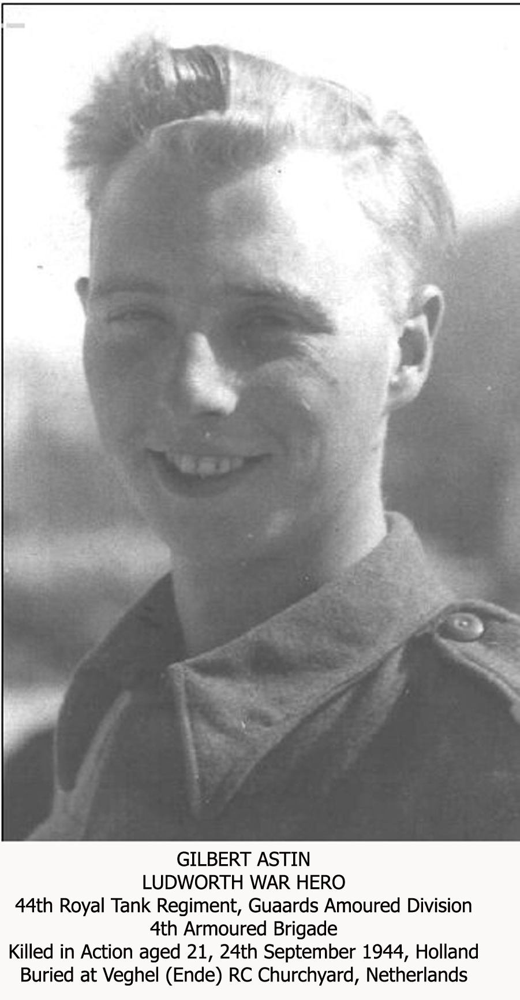 GILBERT ASTIN
LUDWORTH WAR HERO
44th Royal Tank Regiment, Guaards Amoured Division
4th Armoured Brigade
Killed in Action aged 21, 24th September 1944, Holland
Buried at Veghel (Ende) RC Churchyard, Netherlands